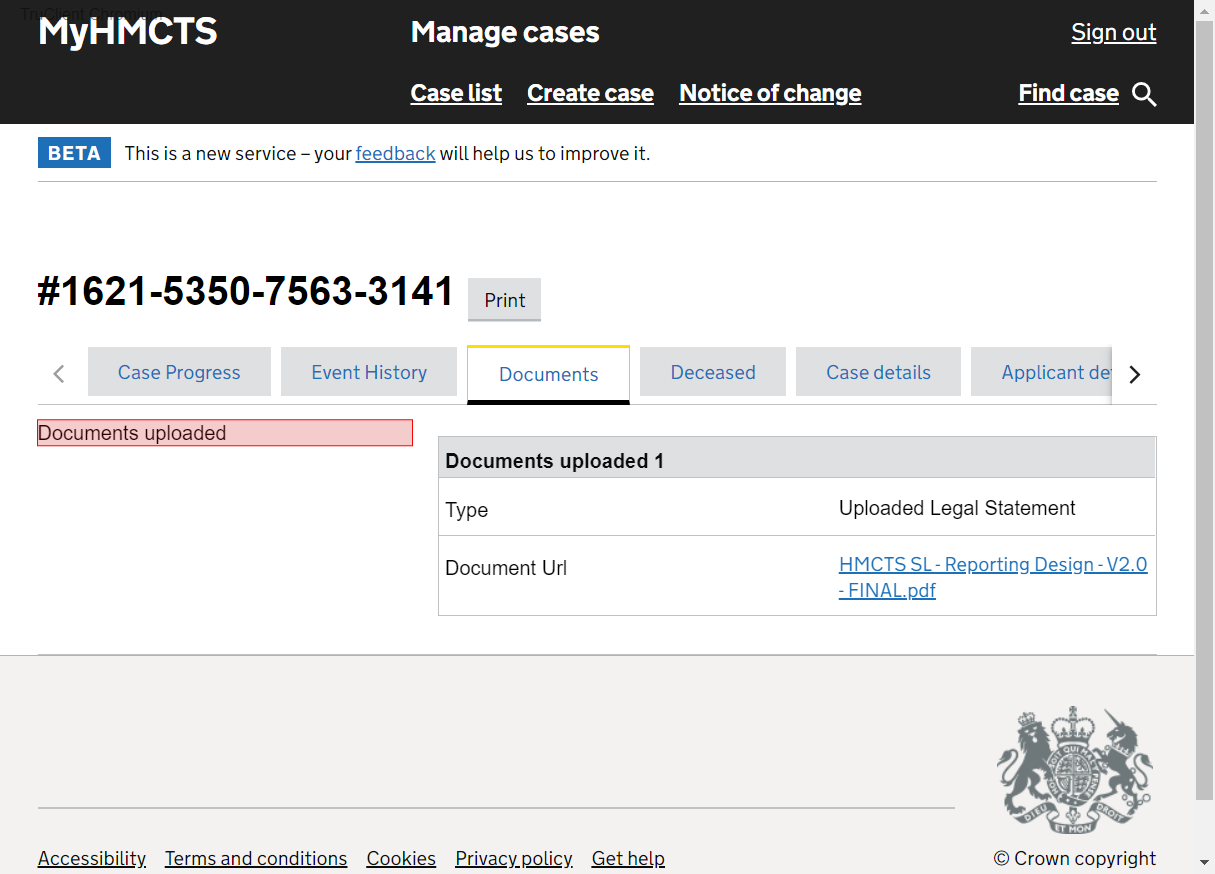 TruClient Chromium
MyHMCTS
Manage cases
Sign out
Case list Create case Notice of change Find case
BETA This is a new service – your feedback will help us to improve it.
#1621-5350-7563-3141 Print
Case Progress Event History Documents Deceased Case details Applicant de
Documents uploaded
Documents uploaded 1
Type Uploaded Legal Statement
Document Url HMCTS SL - Reporting Design - V2.0
- FINAL.pdf
DIEU ET MON DROIT
Accessibility Terms and conditions Cookies Privacy policy Get help
© Crown copyright